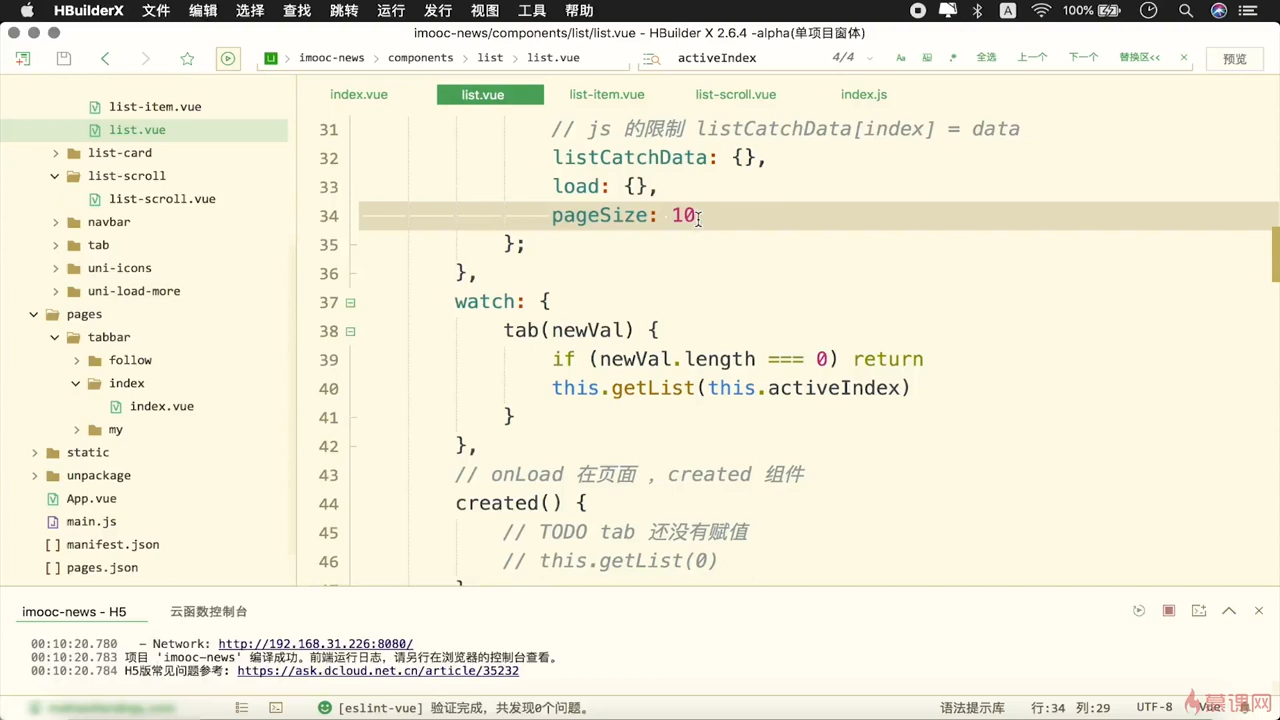 HBuilderX 文件 编辑 选择 查找 跳转 运行 发行 视图 工具 帮助 100%
imooc-news/components/list/list.vue - HBuilder X 2.6.4 -alpha(单项目窗体)
imooc-news components list list.vue activeIndex 4/4 Aa .* 全选 上一个 下一个 替换区<< 预览
index.vue list.vue list-item.vue list-scroll.vue index.js
list-item.vue
list.vue
list-card
list-scroll
list-scroll.vue
navbar
tab
uni-icons
uni-load-more
pages
tabbar
follow
index
index.vue
my
static
unpackage
App.vue
main.js
[ ] manifest.json
[ ] pages.json
31 // js 的限制 listCatchData[index] = data
32 listCatchData: {},
33 load: {},
34 pageSize: 10
35 };
36 },
37 watch: {
38 tab(newVal) {
39 if (newVal.length === 0) return
40 this.getList(this.activeIndex)
41 }
42 },
43 // onLoad 在页面 , created 组件
44 created() {
45 // TODO tab 还没有赋值
46 // this.getList(0)
imooc-news - H5 云函数控制台
00:10:20.780 - Network: http://192.168.31.226:8080/
00:10:20.783 项目 'imooc-news' 编译成功。前端运行日志，请另行在浏览器的控制台查看。
00:10:20.784 H5版常见问题参考: https://ask.dcloud.net.cn/article/35232
[eslint-vue] 验证完成，共发现0个问题。 语法提示库 行:34 列:29 UTF-8 Vue
慕课网